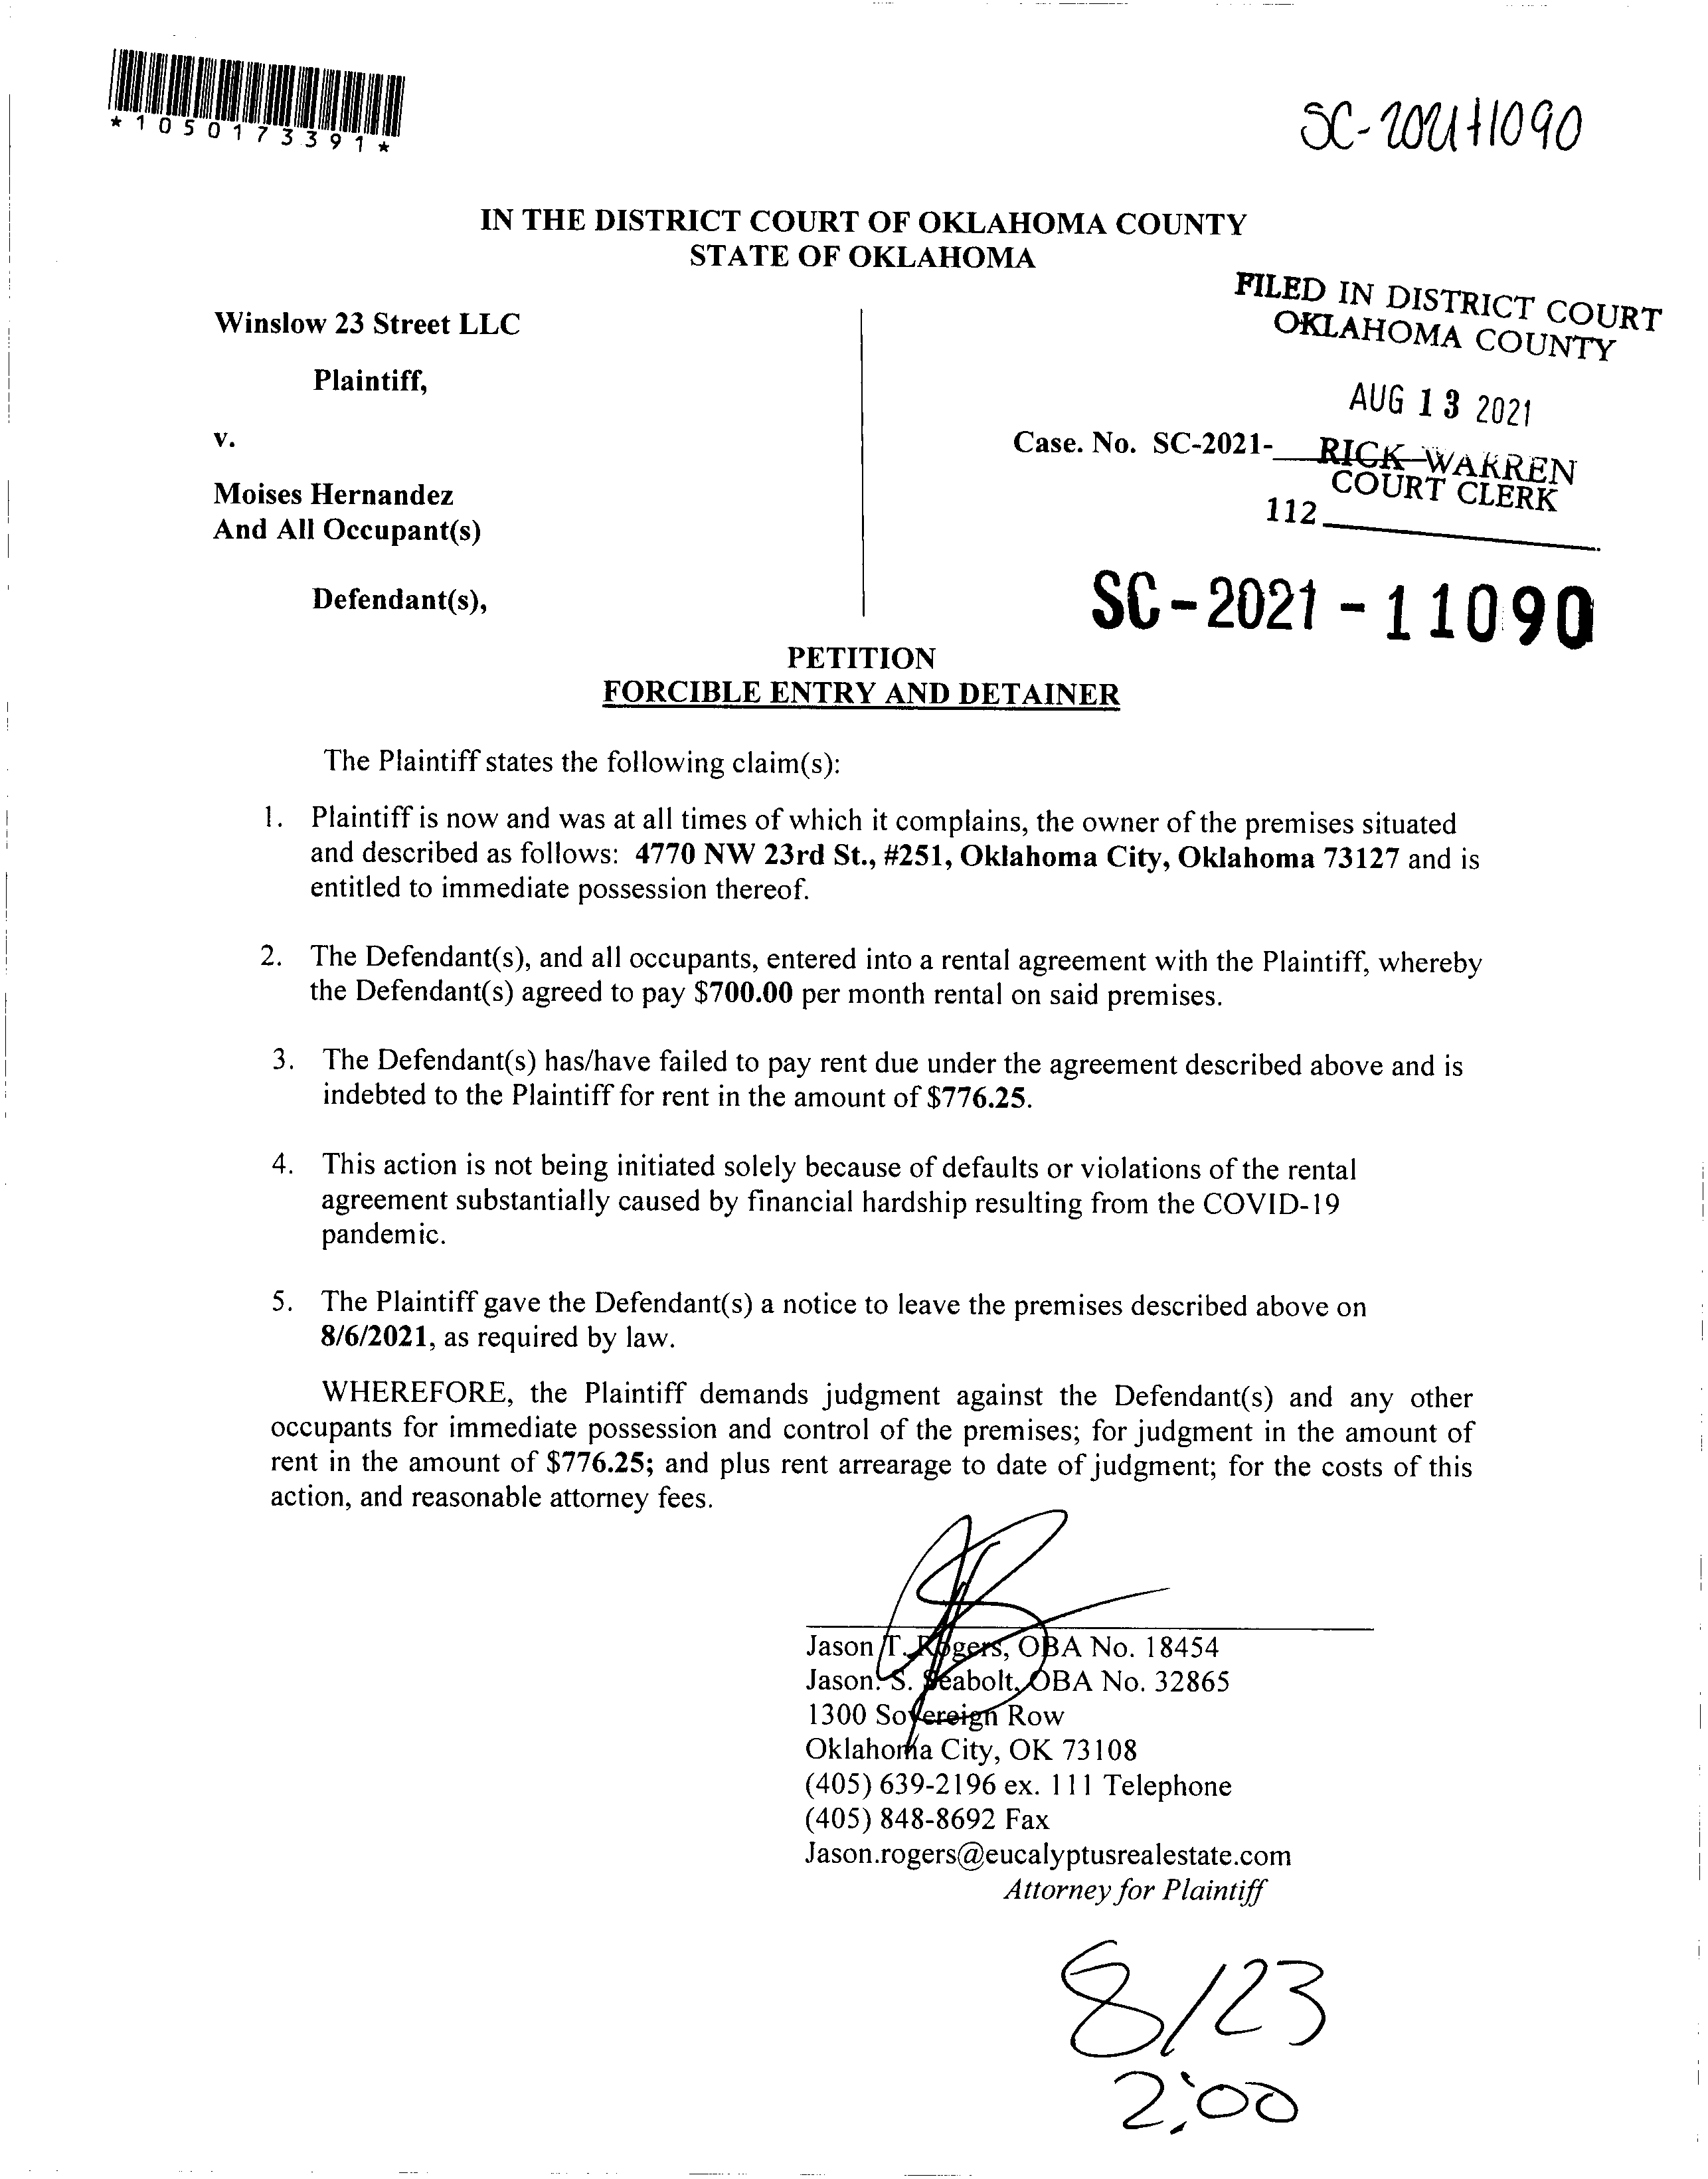 *1050173391*
SC-2021-11090
IN THE DISTRICT COURT OF OKLAHOMA COUNTY
STATE OF OKLAHOMA
FILED IN DISTRICT COURT
OKLAHOMA COUNTY
Winslow 23 Street LLC
Plaintiff,
AUG 13 2021
v.
Case. No. SC-2021-
RICK WARREN
COURT CLERK
Moises Hernandez
112
And All Occupant(s)
Defendant(s),
SC-2021-11090
PETITION
FORCIBLE ENTRY AND DETAINER
The Plaintiff states the following claim(s):
1. Plaintiff is now and was at all times of which it complains, the owner of the premises situated
and described as follows: 4770 NW 23rd St., #251, Oklahoma City, Oklahoma 73127 and is
entitled to immediate possession thereof.
2. The Defendant(s), and all occupants, entered into a rental agreement with the Plaintiff, whereby
the Defendant(s) agreed to pay $700.00 per month rental on said premises.
3. The Defendant(s) has/have failed to pay rent due under the agreement described above and is
indebted to the Plaintiff for rent in the amount of $776.25.
4. This action is not being initiated solely because of defaults or violations of the rental
agreement substantially caused by financial hardship resulting from the COVID-19
pandemic.
5. The Plaintiff gave the Defendant(s) a notice to leave the premises described above on
8/6/2021, as required by law.
WHEREFORE, the Plaintiff demands judgment against the Defendant(s) and any other
occupants for immediate possession and control of the premises; for judgment in the amount of
rent in the amount of $776.25; and plus rent arrearage to date of judgment; for the costs of this
action, and reasonable attorney fees.
Jason T. Rogers, OBA No. 18454
Jason. S. Seabolt, OBA No. 32865
1300 Sovereign Row
Oklahoma City, OK 73108
(405) 639-2196 ex. 111 Telephone
(405) 848-8692 Fax
Jason.rogers@eucalyptusrealestate.com
Attorney for Plaintiff
8/23
2:00